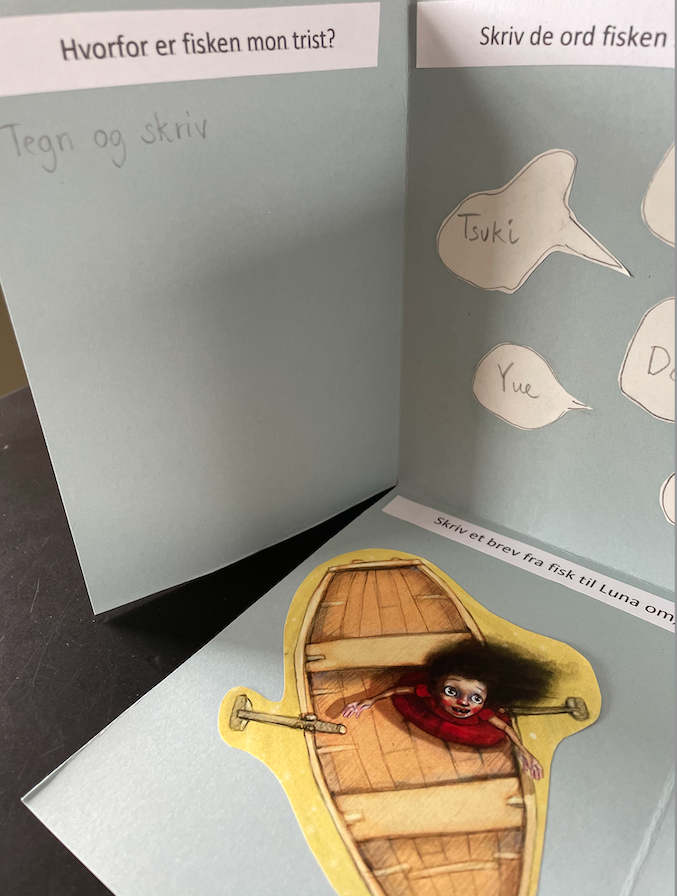 Hvorfor er fisken mon trist?
Tegn og skriv
Skriv de ord fisken
Tsuki
Yue
Skriv et brev fra fisk til Luna om,